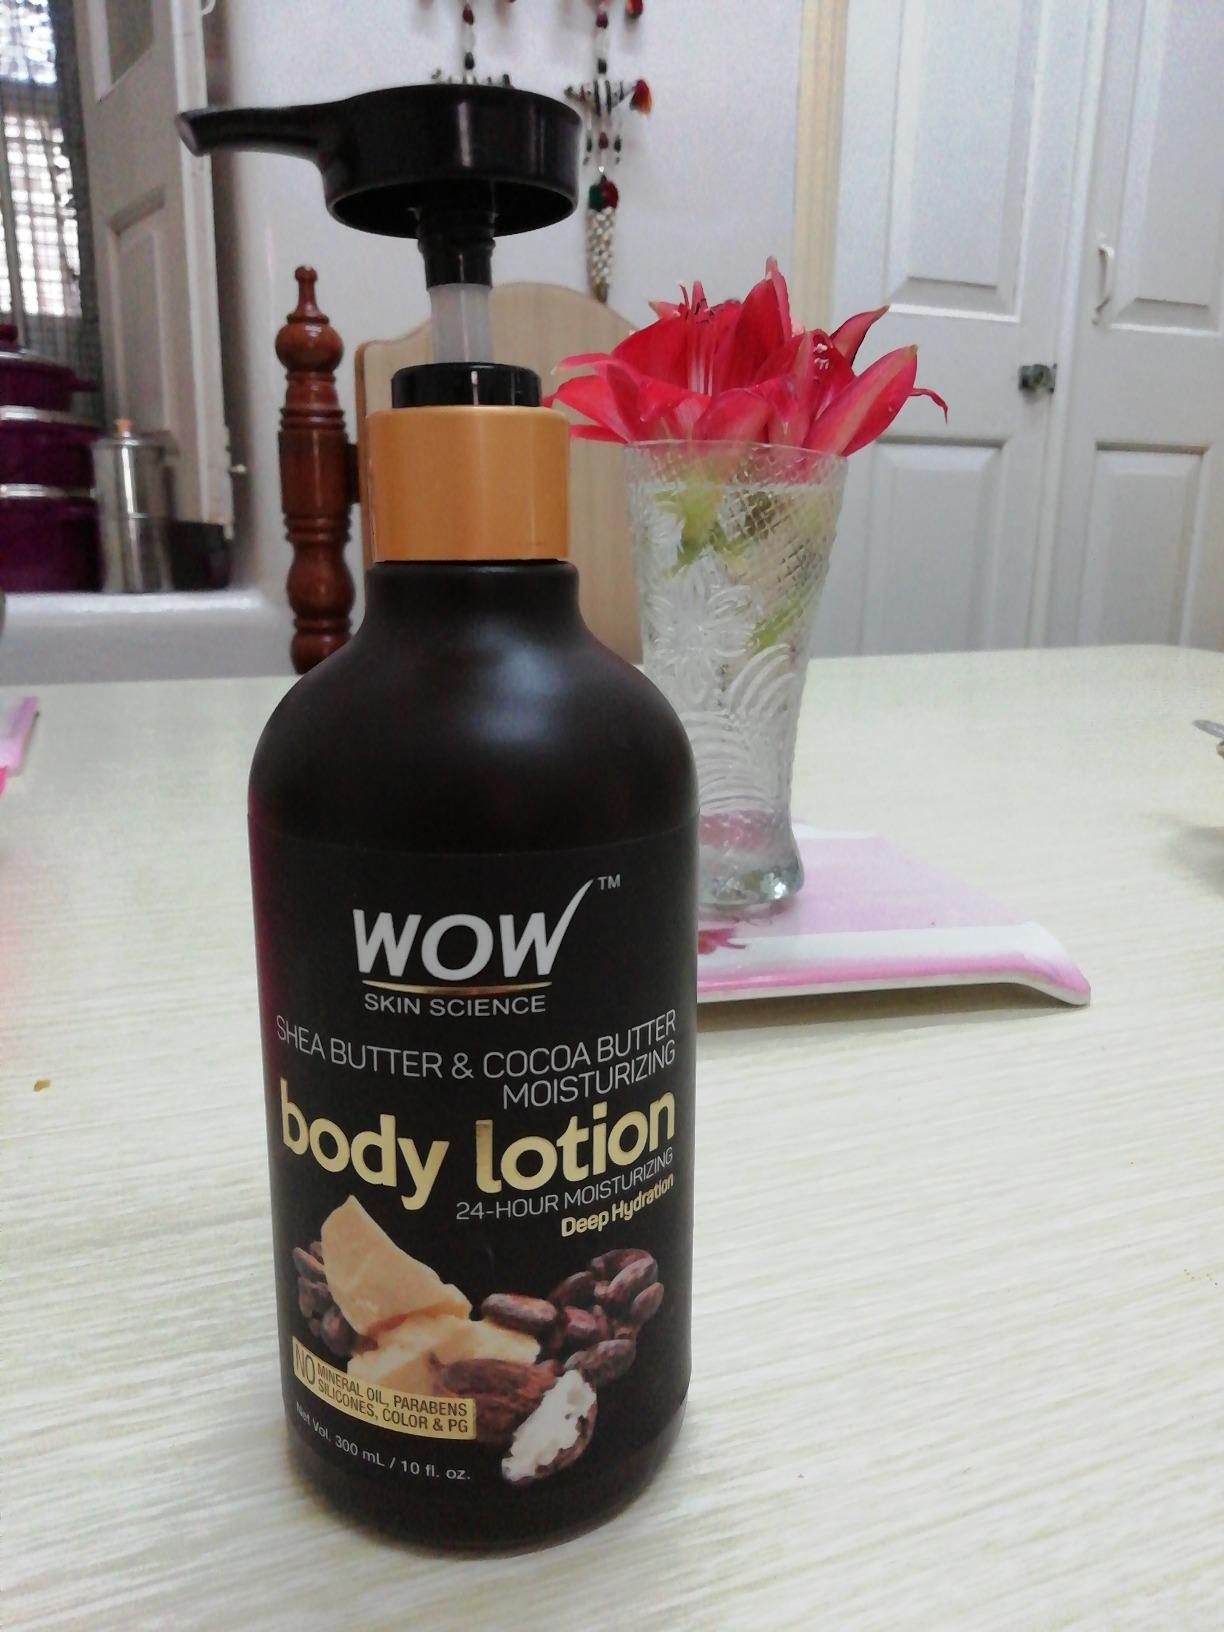 WOW™
SKIN SCIENCE
SHEA BUTTER & COCOA BUTTER
MOISTURIZING
body lotion
24-HOUR MOISTURIZING
Deep Hydration
NO MINERAL OIL, PARABENS
SILICONES, COLOR & PG
Net Vol. 300 mL / 10 fl. oz.